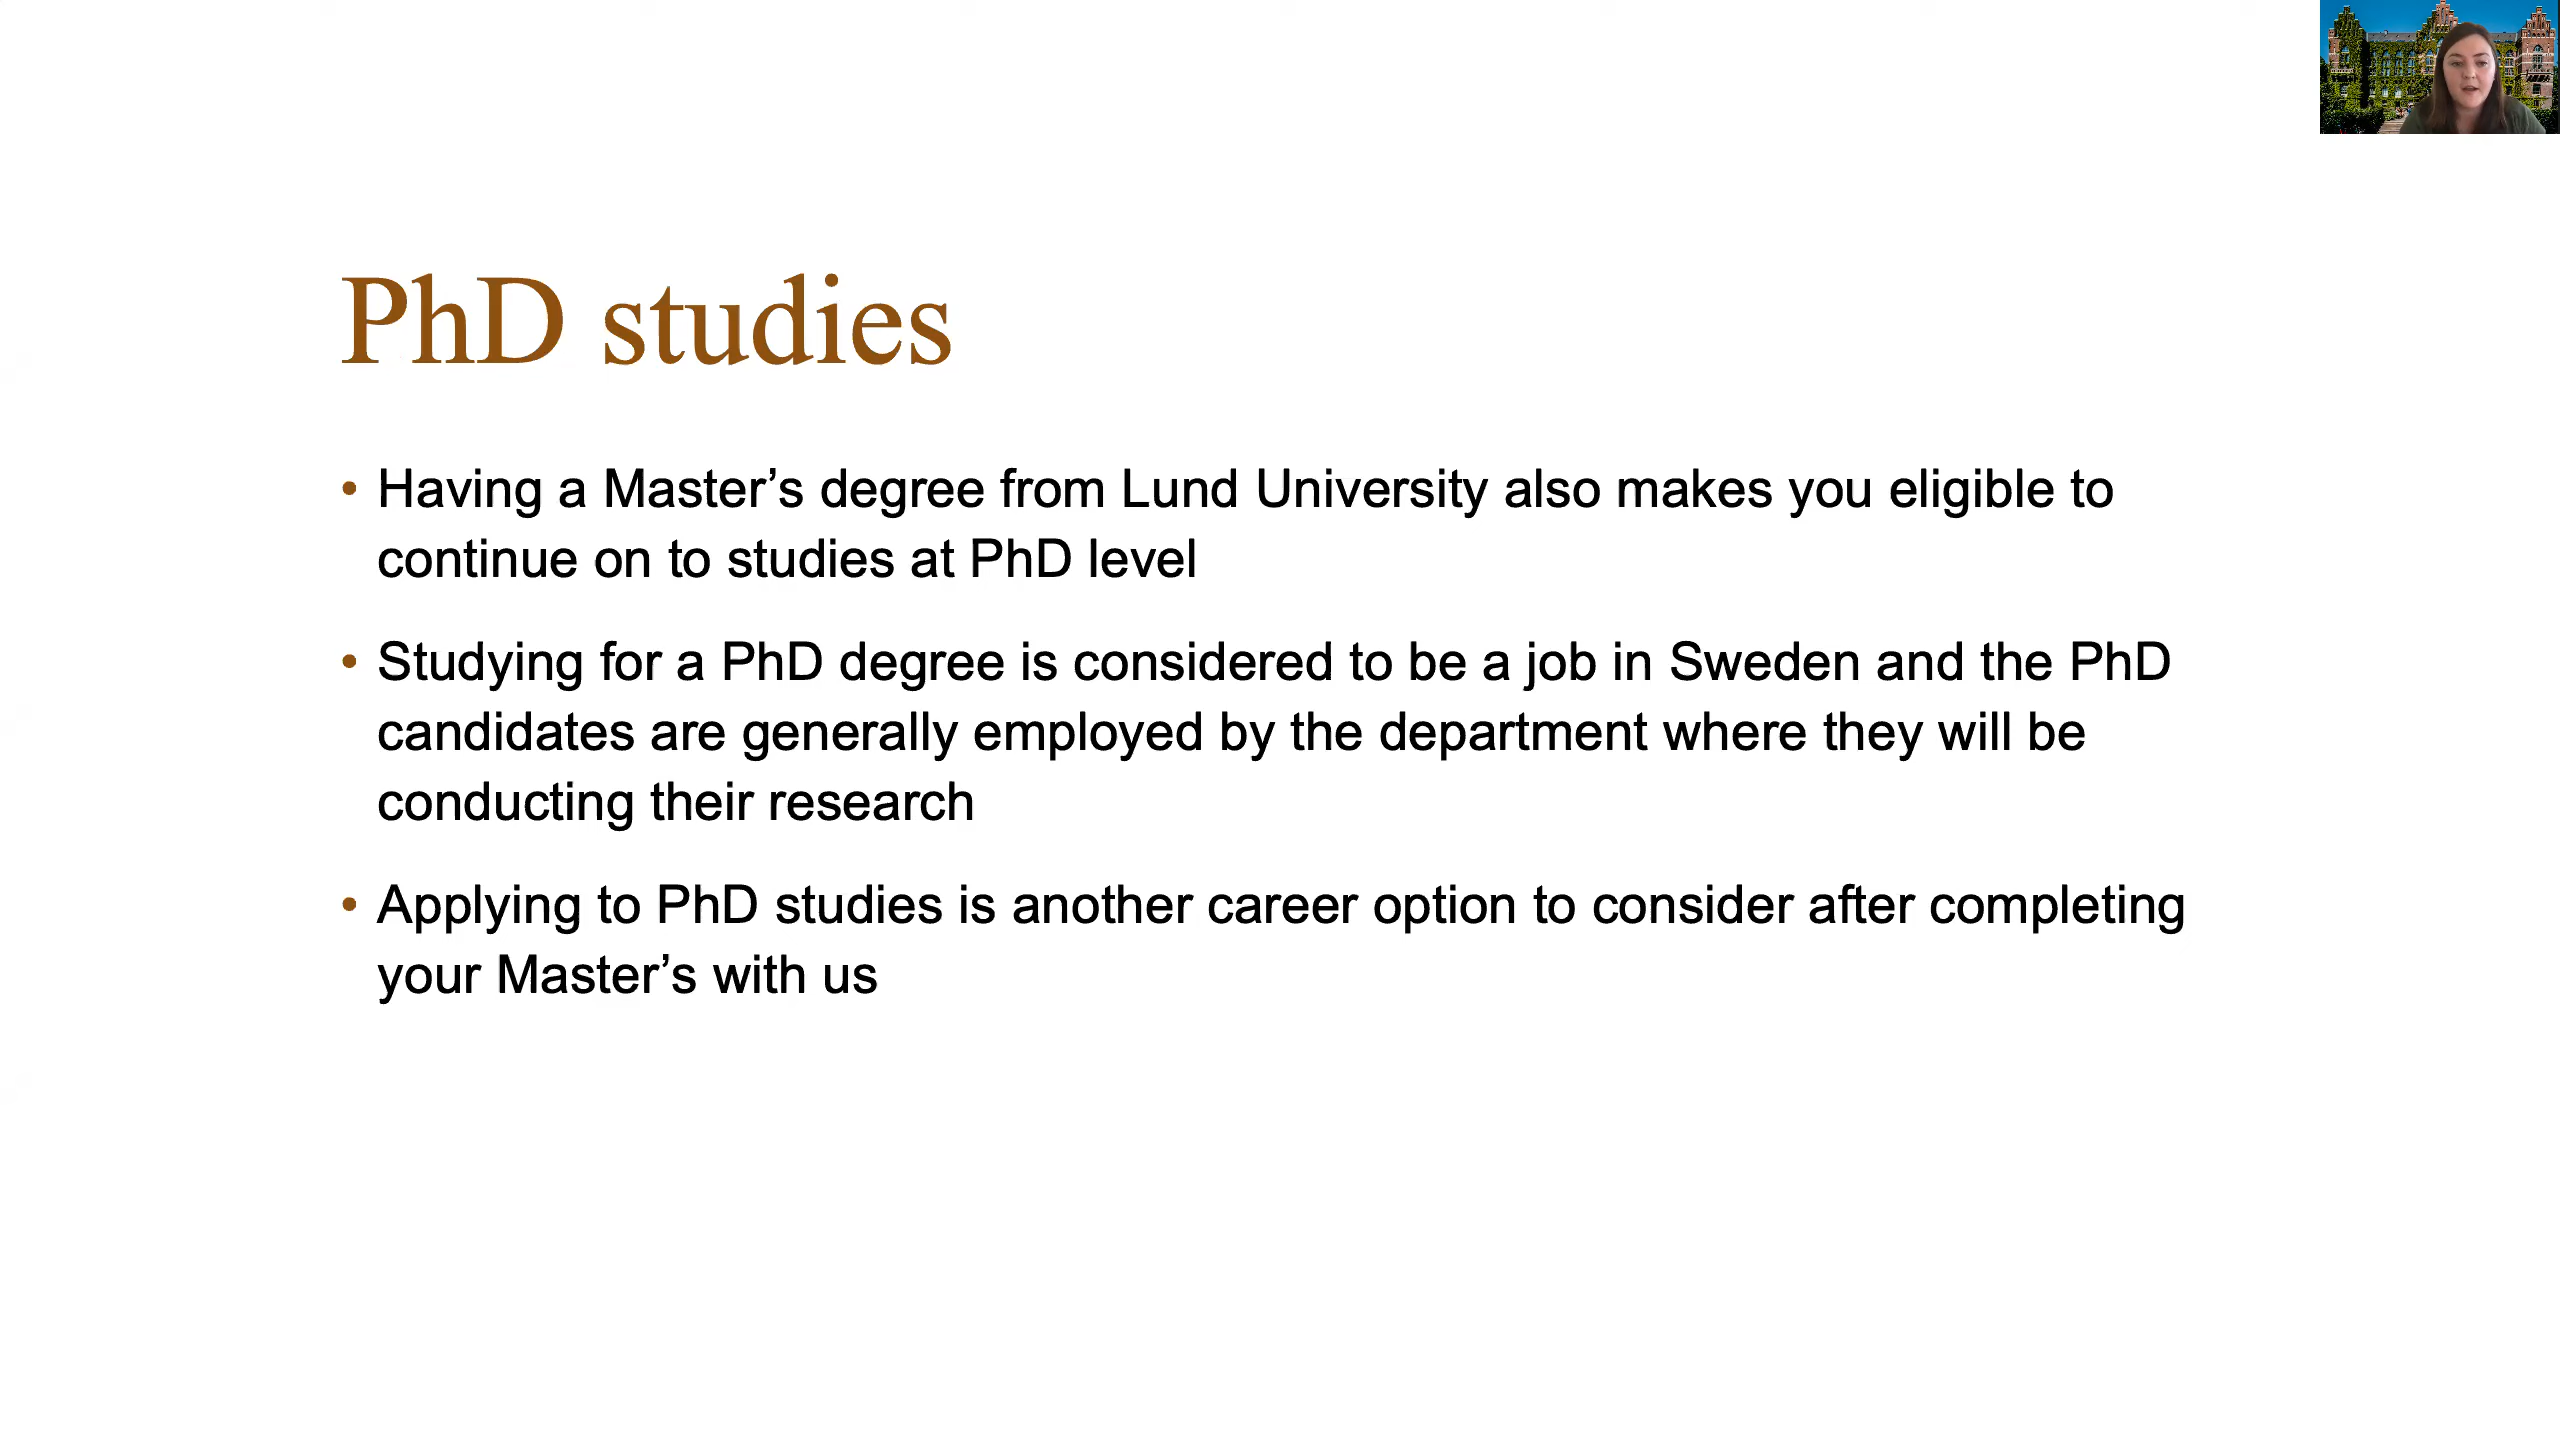 PhD studies
• Having a Master’s degree from Lund University also makes you eligible to
continue on to studies at PhD level
• Studying for a PhD degree is considered to be a job in Sweden and the PhD
candidates are generally employed by the department where they will be
conducting their research
• Applying to PhD studies is another career option to consider after completing
your Master’s with us